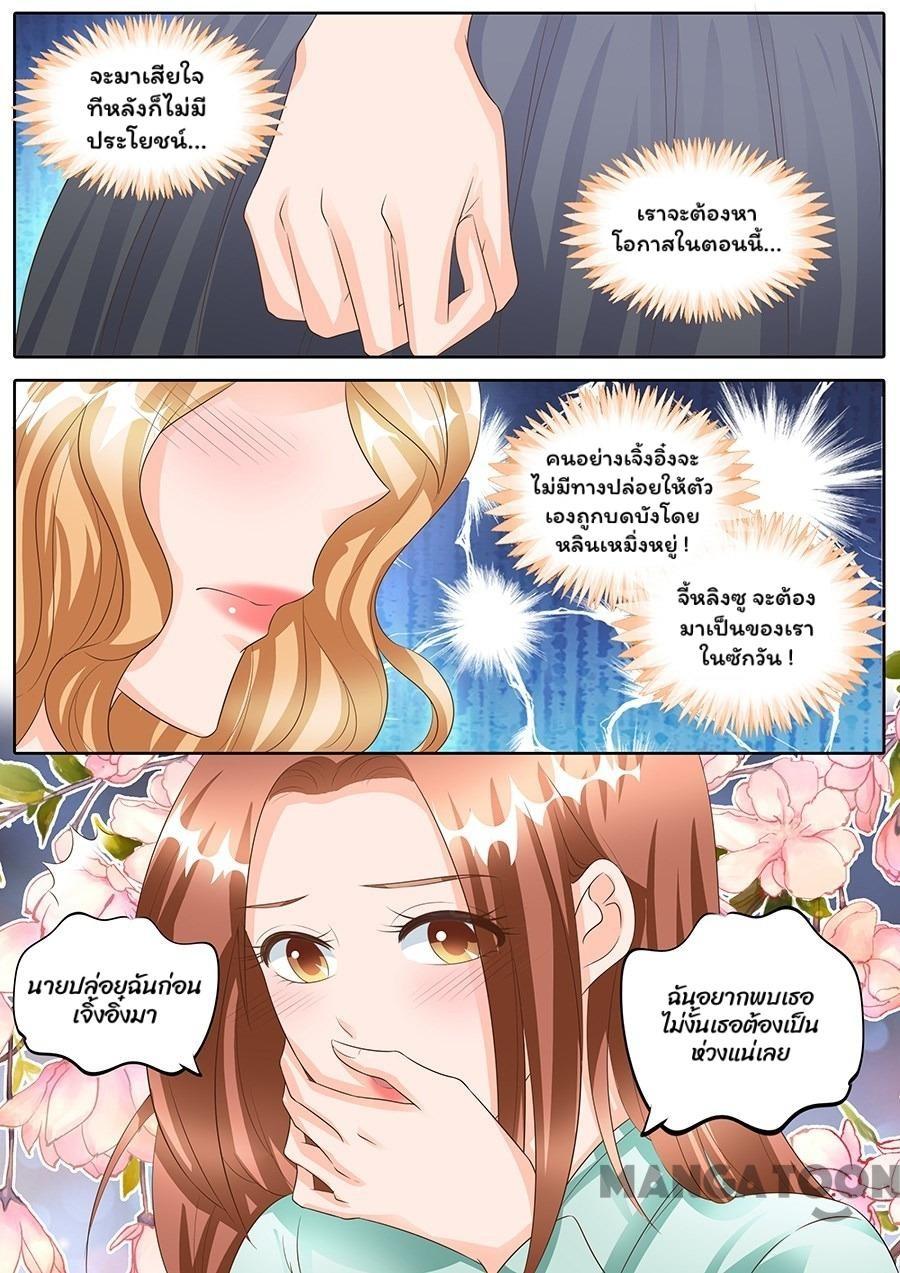 จะมาเสียใจ
ทีหลังก็ไม่มี
ประโยชน์...
เราจะต้องหา
โอกาสในตอนนี้...
คนอย่างเจิ้งอิ๋งจะ
ไม่มีทางปล่อยให้ตัว
เองถูกบดบังโดย
หลินเหมิ่งหยู่ !
จี้หลิงซู จะต้อง
มาเป็นของเรา
ในซักวัน !
นายปล่อยฉันก่อน
เจิ้งอิ๋งมา
ฉันอยากพบเธอ
ไม่งั้นเธอต้องเป็น
ห่วงแน่เลย
MANGATOON